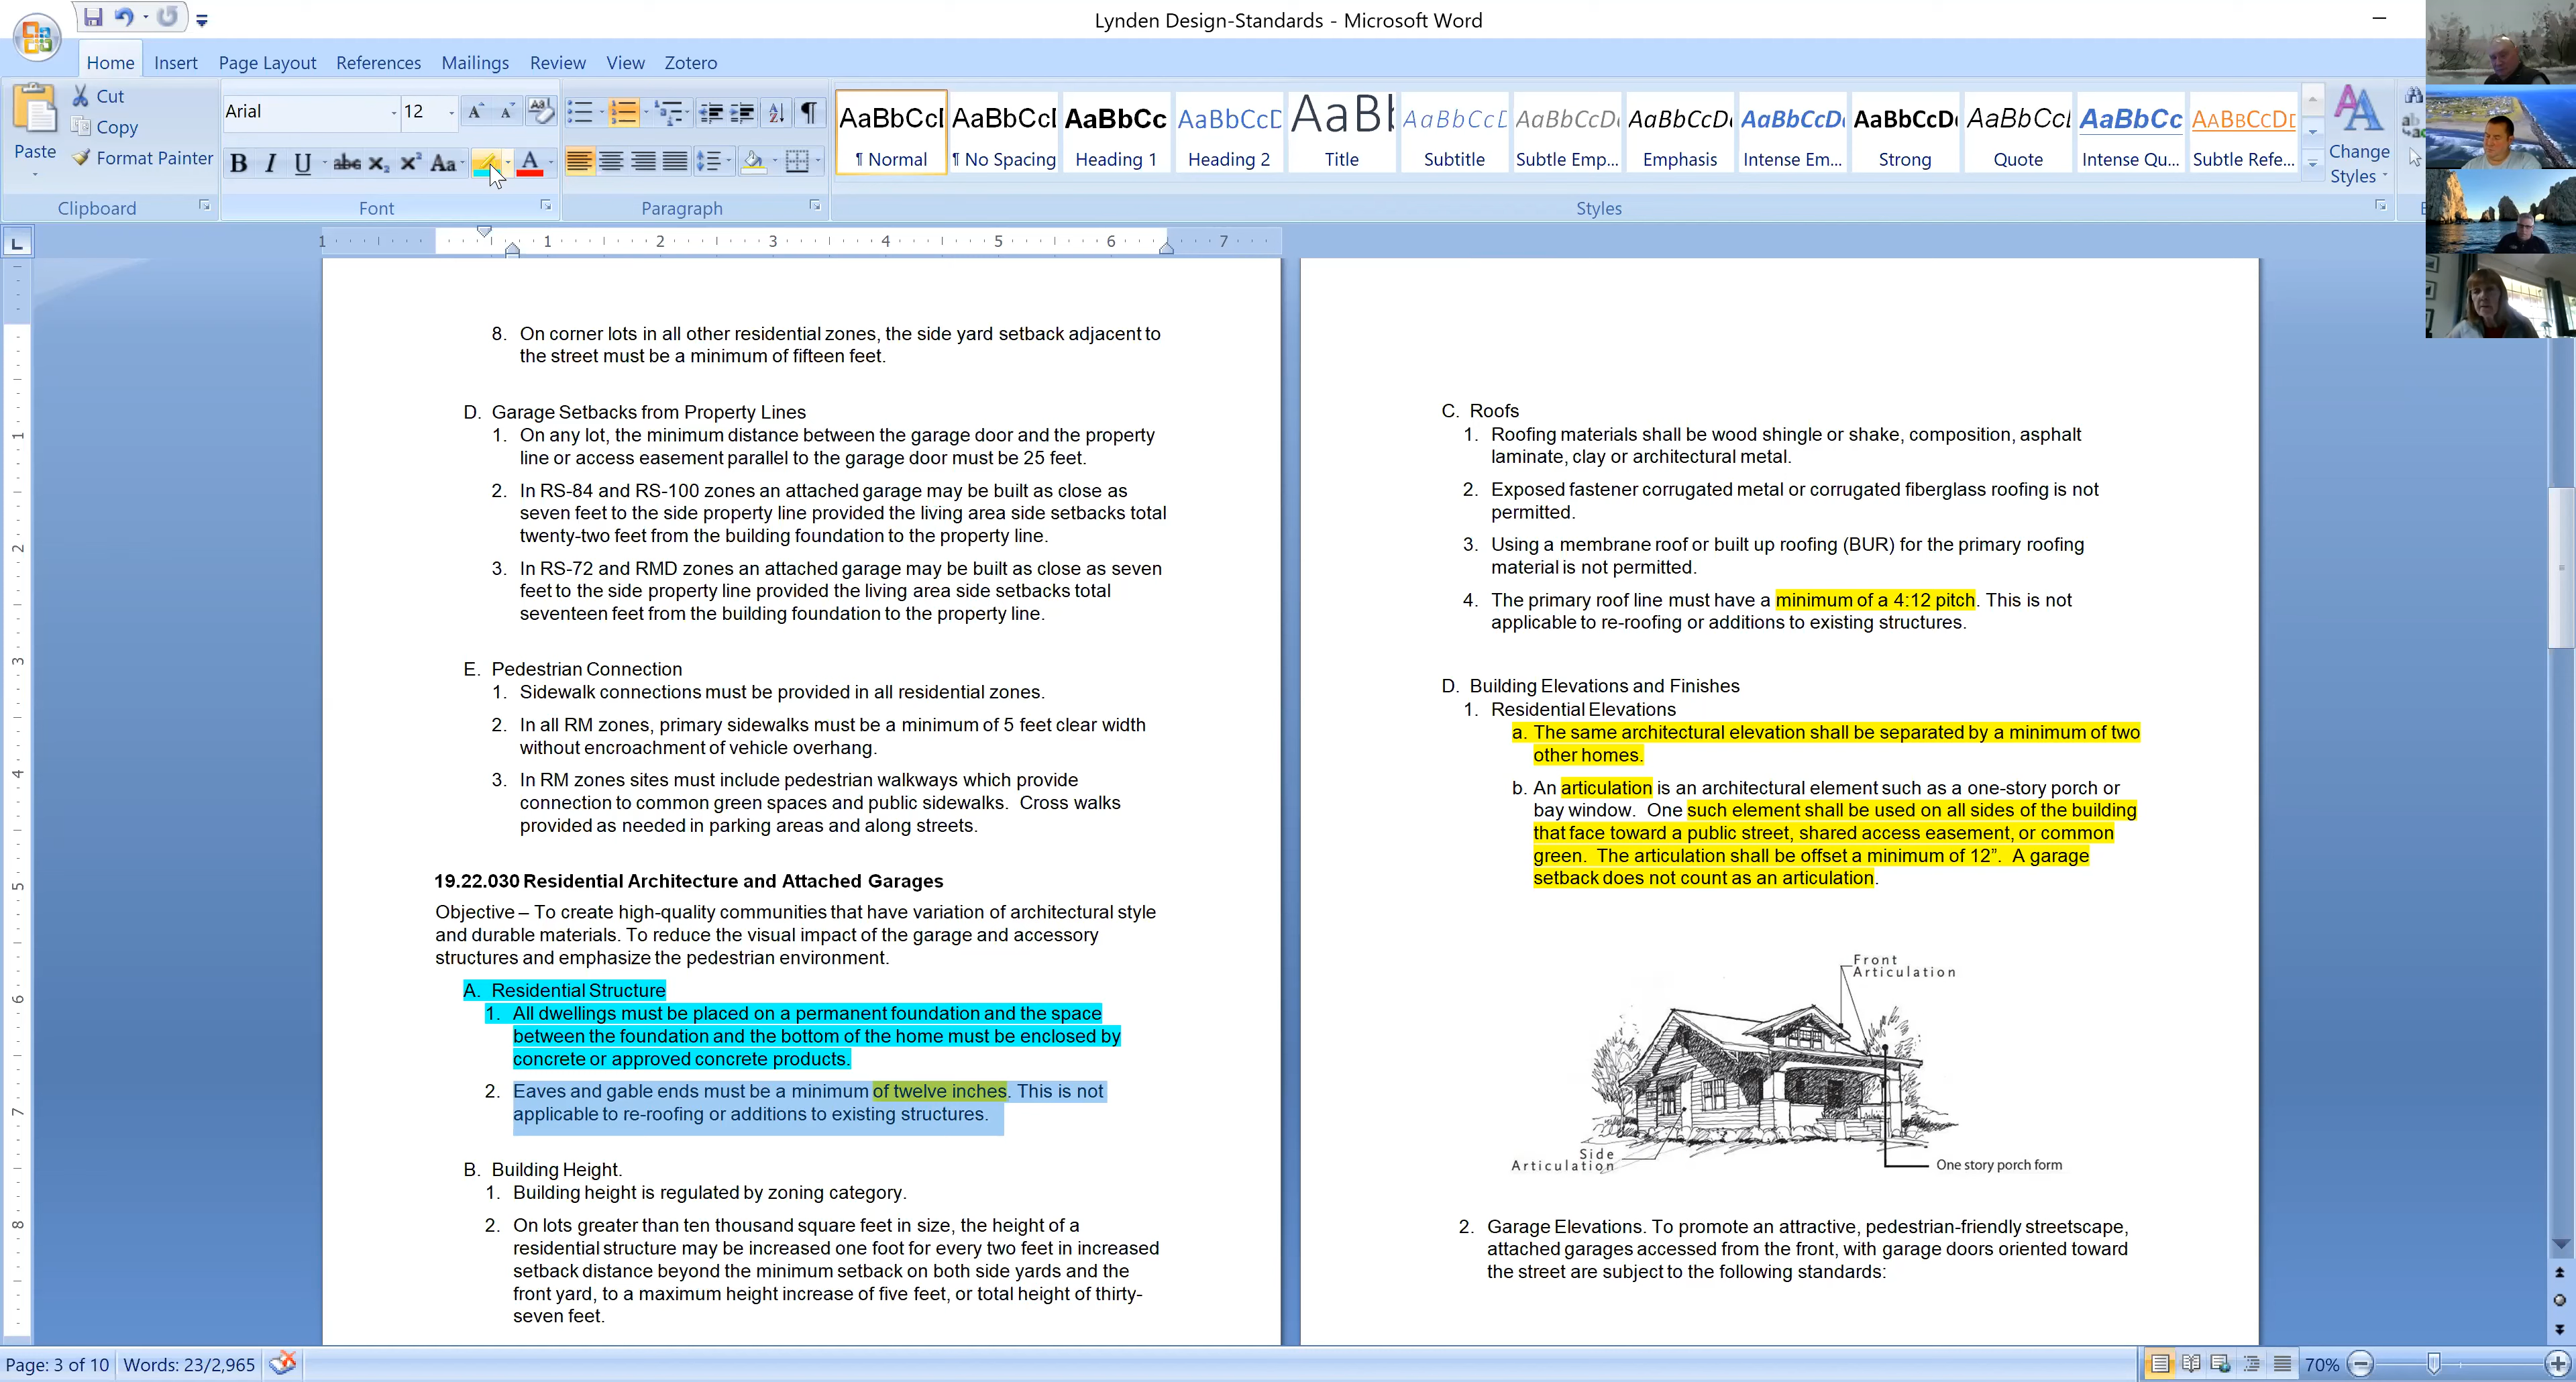 Lynden Design-Standards - Microsoft Word
Home Insert Page Layout References Mailings Review View Zotero
Paste
Cut
Copy
Format Painter
Clipboard
Arial 12
B I U abc x₂ x² Aa A
Font
Paragraph
AaBbCcI AaBbCcI AaBbCc AaBbCcD AaBb AaBbCcD AaBbCcD AaBbCcD AaBbCcD AaBbCcD AaBbCcI AaBbCc AaBbCcDd
¶ Normal ¶ No Spacing Heading 1 Heading 2 Title Subtitle Subtle Emp... Emphasis Intense Em... Strong Quote Intense Qu... Subtle Refe...
Change
Styles
Styles
1 1 2 3 4 5 6 7
8. On corner lots in all other residential zones, the side yard setback adjacent to
the street must be a minimum of fifteen feet.
D. Garage Setbacks from Property Lines
1. On any lot, the minimum distance between the garage door and the property
line or access easement parallel to the garage door must be 25 feet.
2. In RS-84 and RS-100 zones an attached garage may be built as close as
seven feet to the side property line provided the living area side setbacks total
twenty-two feet from the building foundation to the property line.
3. In RS-72 and RMD zones an attached garage may be built as close as seven
feet to the side property line provided the living area side setbacks total
seventeen feet from the building foundation to the property line.
E. Pedestrian Connection
1. Sidewalk connections must be provided in all residential zones.
2. In all RM zones, primary sidewalks must be a minimum of 5 feet clear width
without encroachment of vehicle overhang.
3. In RM zones sites must include pedestrian walkways which provide
connection to common green spaces and public sidewalks. Cross walks
provided as needed in parking areas and along streets.
19.22.030 Residential Architecture and Attached Garages
Objective – To create high-quality communities that have variation of architectural style
and durable materials. To reduce the visual impact of the garage and accessory
structures and emphasize the pedestrian environment.
A. Residential Structure
1. All dwellings must be placed on a permanent foundation and the space
between the foundation and the bottom of the home must be enclosed by
concrete or approved concrete products.
2. Eaves and gable ends must be a minimum of twelve inches. This is not
applicable to re-roofing or additions to existing structures.
B. Building Height.
1. Building height is regulated by zoning category.
2. On lots greater than ten thousand square feet in size, the height of a
residential structure may be increased one foot for every two feet in increased
setback distance beyond the minimum setback on both side yards and the
front yard, to a maximum height increase of five feet, or total height of thirty-
seven feet.
C. Roofs
1. Roofing materials shall be wood shingle or shake, composition, asphalt
laminate, clay or architectural metal.
2. Exposed fastener corrugated metal or corrugated fiberglass roofing is not
permitted.
3. Using a membrane roof or built up roofing (BUR) for the primary roofing
material is not permitted.
4. The primary roof line must have a minimum of a 4:12 pitch. This is not
applicable to re-roofing or additions to existing structures.
D. Building Elevations and Finishes
1. Residential Elevations
a. The same architectural elevation shall be separated by a minimum of two
other homes.
b. An articulation is an architectural element such as a one-story porch or
bay window. One such element shall be used on all sides of the building
that face toward a public street, shared access easement, or common
green. The articulation shall be offset a minimum of 12”. A garage
setback does not count as an articulation.
Front
Articulation
Side
Articulation
One story porch form
2. Garage Elevations. To promote an attractive, pedestrian-friendly streetscape,
attached garages accessed from the front, with garage doors oriented toward
the street are subject to the following standards:
1
2
3
4
5
6
7
8
Page: 3 of 10 Words: 23/2,965
70%